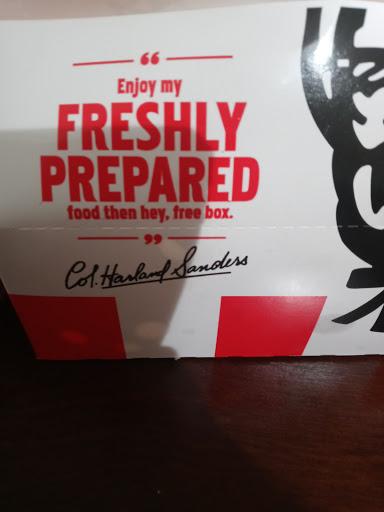 “
Enjoy my
FRESHLY
PREPARED
food then hey, free box.
”
Col. Harland Sanders